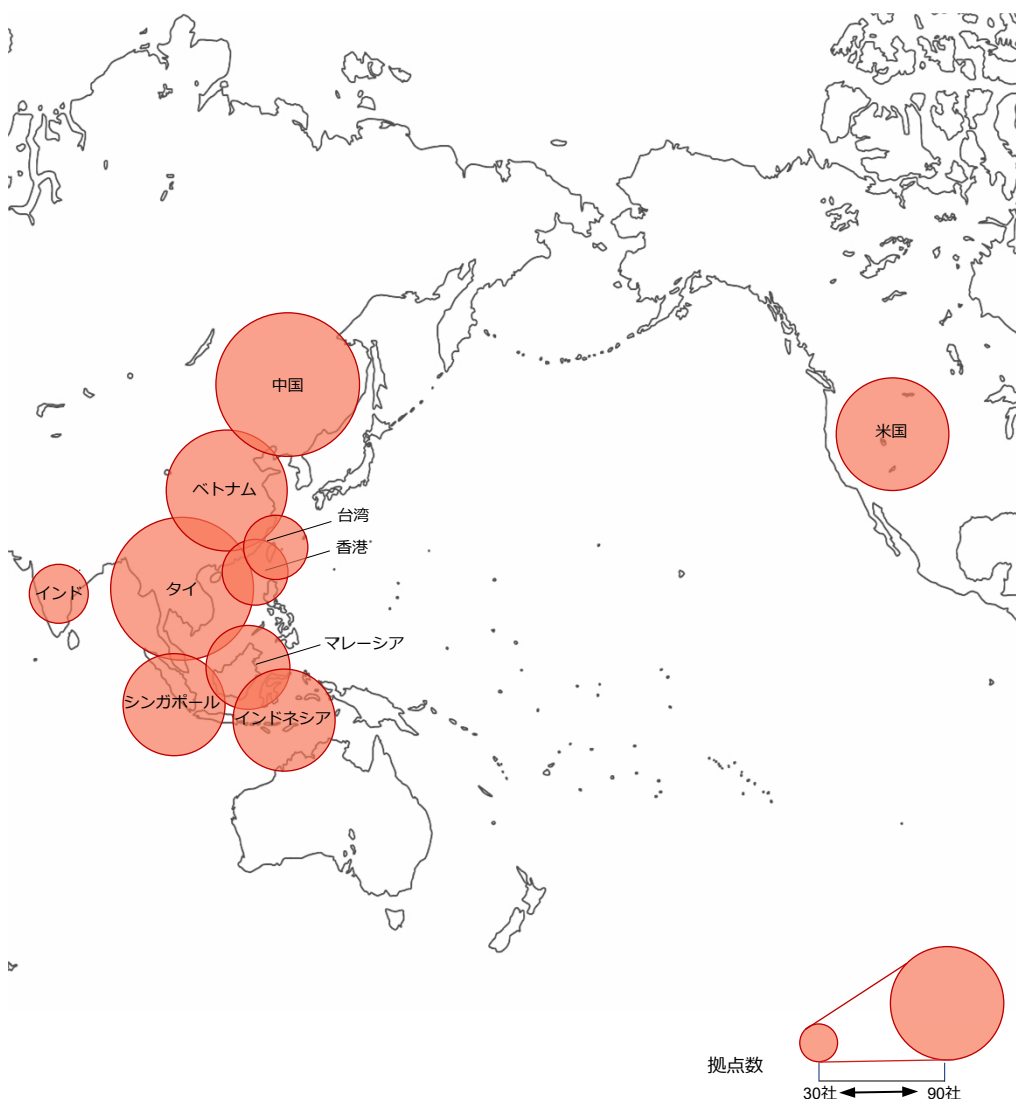 中国
米国
ベトナム
台湾
香港
タイ
インド
マレーシア
シンガポール
インドネシア
拠点数
30社
90社